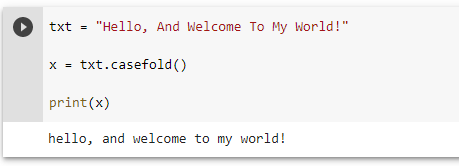 txt = "Hello, And Welcome To My World!"
x = txt.casefold()
print(x)
hello, and welcome to my world!